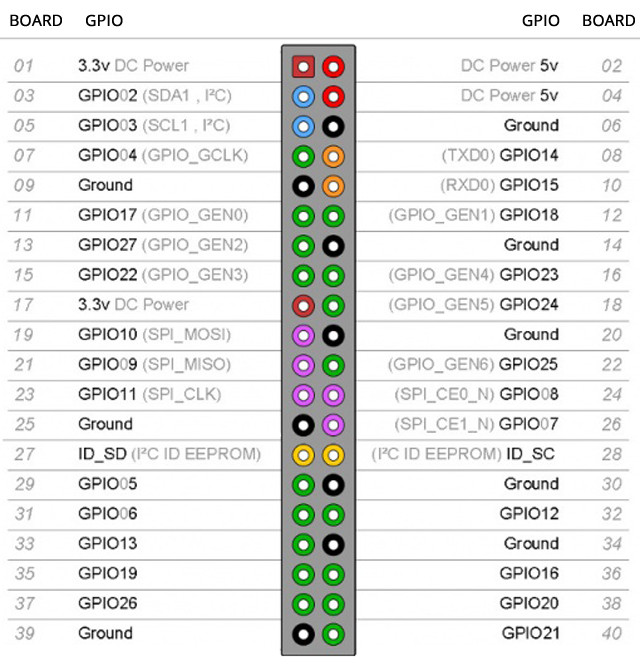 BOARD GPIO GPIO BOARD
01 3.3v DC Power DC Power 5v 02
03 GPIO02 (SDA1 , I²C) DC Power 5v 04
05 GPIO03 (SCL1 , I²C) Ground 06
07 GPIO04 (GPIO_GCLK) (TXD0) GPIO14 08
09 Ground (RXD0) GPIO15 10
11 GPIO17 (GPIO_GEN0) (GPIO_GEN1) GPIO18 12
13 GPIO27 (GPIO_GEN2) Ground 14
15 GPIO22 (GPIO_GEN3) (GPIO_GEN4) GPIO23 16
17 3.3v DC Power (GPIO_GEN5) GPIO24 18
19 GPIO10 (SPI_MOSI) Ground 20
21 GPIO09 (SPI_MISO) (GPIO_GEN6) GPIO25 22
23 GPIO11 (SPI_CLK) (SPI_CE0_N) GPIO08 24
25 Ground (SPI_CE1_N) GPIO07 26
27 ID_SD (I²C ID EEPROM) (I²C ID EEPROM) ID_SC 28
29 GPIO05 Ground 30
31 GPIO06 GPIO12 32
33 GPIO13 Ground 34
35 GPIO19 GPIO16 36
37 GPIO26 GPIO20 38
39 Ground GPIO21 40